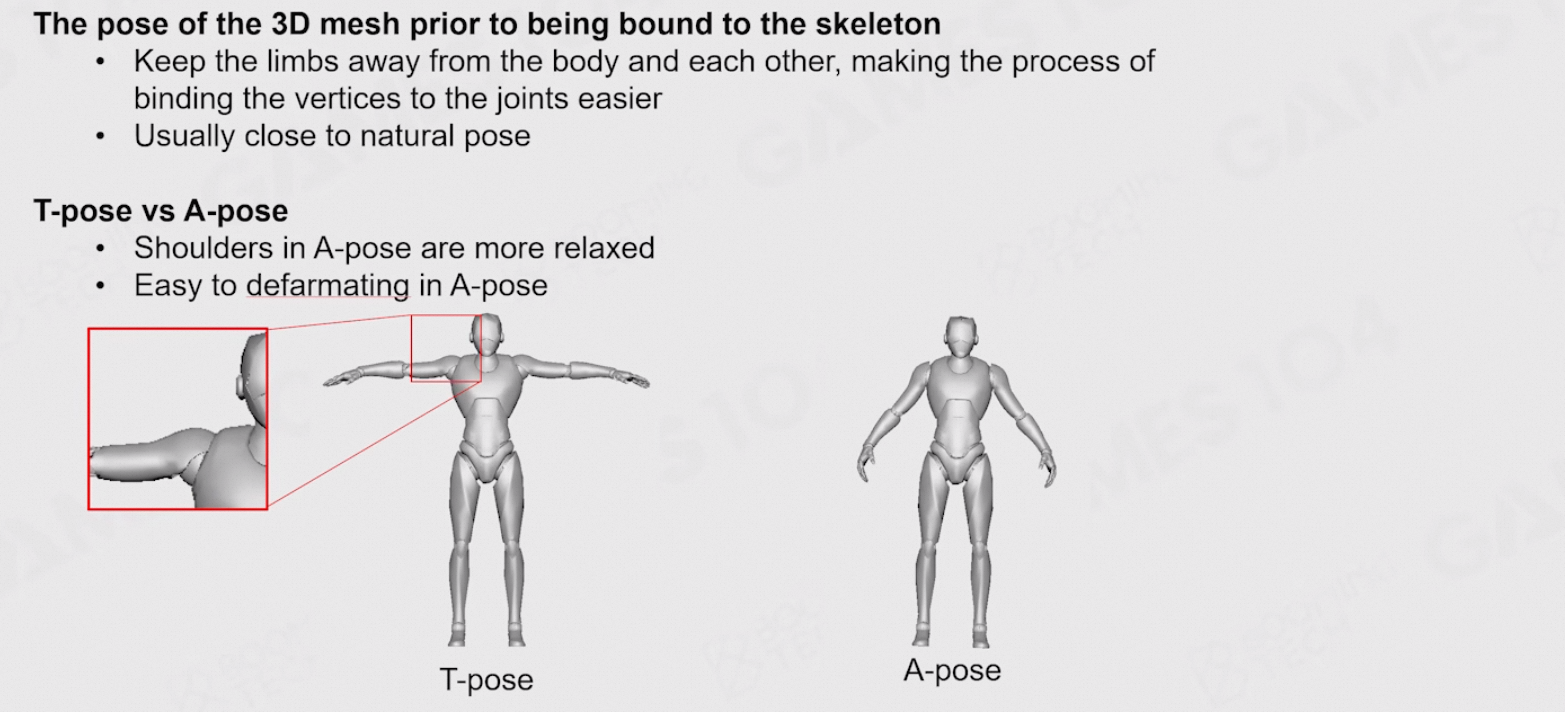 The pose of the 3D mesh prior to being bound to the skeleton
• Keep the limbs away from the body and each other, making the process of
binding the vertices to the joints easier
• Usually close to natural pose
T-pose vs A-pose
• Shoulders in A-pose are more relaxed
• Easy to defarmating in A-pose
T-pose
A-pose